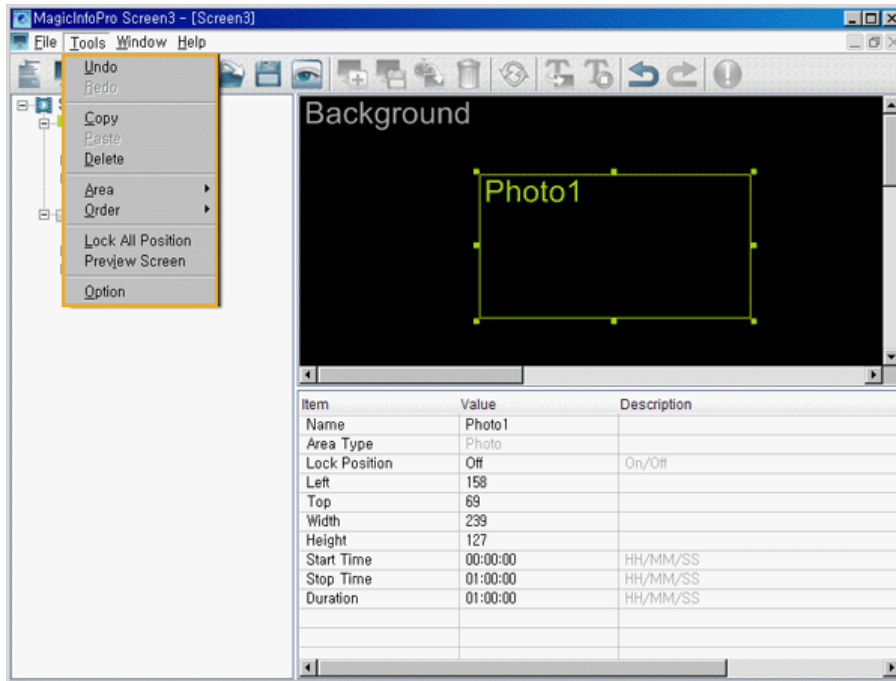 MagicInfoPro Screen3 - [Screen3]
File Tools Window Help
Undo
Redo
Copy
Paste
Delete
Area
Order
Lock All Position
Preview Screen
Option
Background
Photo1
Item Value Description
Name Photo1
Area Type Photo
Lock Position Off On/Off
Left 158
Top 69
Width 239
Height 127
Start Time 00:00:00 HH/MM/SS
Stop Time 01:00:00 HH/MM/SS
Duration 01:00:00 HH/MM/SS